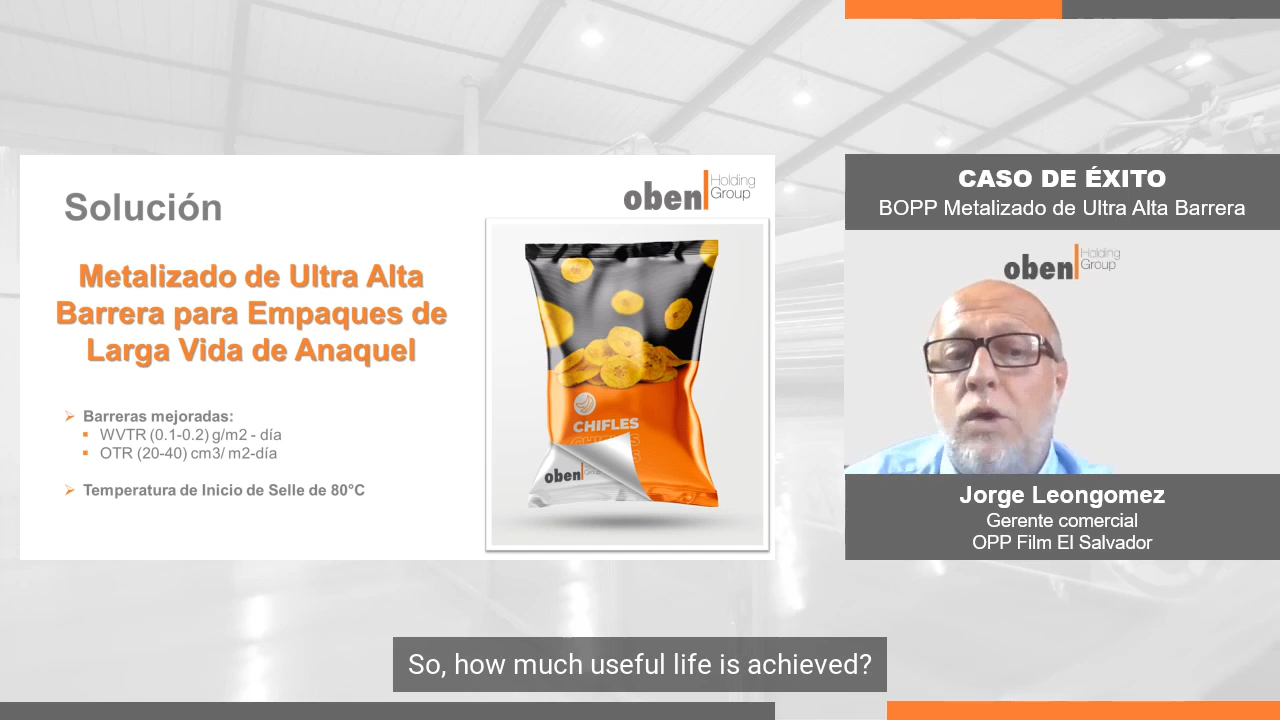 Solución
oben Holding Group
Metalizado de Ultra Alta
Barrera para Empaques de
Larga Vida de Anaquel
Barreras mejoradas:
WVTR (0.1-0.2) g/m2 - día
OTR (20-40) cm3/ m2-día
Temperatura de Inicio de Selle de 80°C
CHIFLES
CHIFLES
oben Group
CASO DE ÉXITO
BOPP Metalizado de Ultra Alta Barrera
oben Holding Group
Jorge Leongomez
Gerente comercial
OPP Film El Salvador
So, how much useful life is achieved?